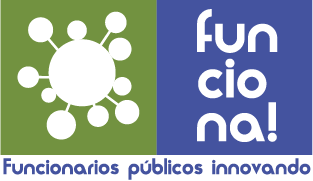 fun
cio
na!
Funcionarios públicos innovando